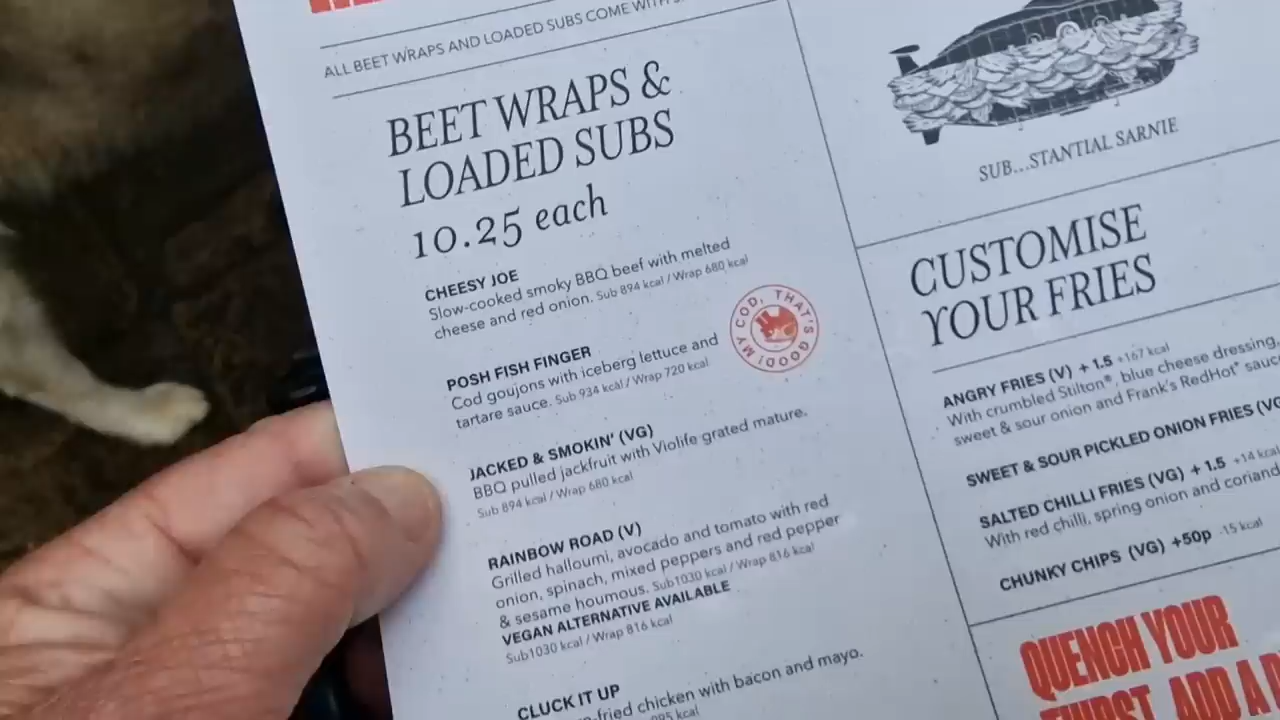 ALL BEET WRAPS AND LOADED SUBS COME WITH
BEET WRAPS &
LOADED SUBS
10.25 each
CHEESY JOE
Slow-cooked smoky BBQ beef with melted
cheese and red onion. Sub 894 kcal / Wrap 680 kcal
POSH FISH FINGER
Cod goujons with iceberg lettuce and
tartare sauce. Sub 934 kcal / Wrap 720 kcal
MY COD, THAT'S GOOD!
JACKED & SMOKIN' (VG)
BBQ pulled jackfruit with Violife grated mature.
Sub 894 kcal / Wrap 680 kcal
RAINBOW ROAD (V)
Grilled halloumi, avocado and tomato with red
onion, spinach, mixed peppers and red pepper
& sesame houmous. Sub1030 kcal / Wrap 816 kcal
VEGAN ALTERNATIVE AVAILABLE
Sub1030 kcal / Wrap 816 kcal
CLUCK IT UP
fried chicken with bacon and mayo.
kcal
SUB...STANTIAL SARNIE
CUSTOMISE
YOUR FRIES
ANGRY FRIES (V) + 1.5 +167 kcal
With crumbled Stilton®, blue cheese dressing,
sweet & sour onion and Frank's RedHot®
SWEET & SOUR PICKLED ONION FRIES
SALTED CHILLI FRIES (VG) + 1.5 +14 kcal
With red chilli, spring onion and
CHUNKY CHIPS (VG) +50p -15 kcal
QUENCH YOUR
THIRST, ADD A